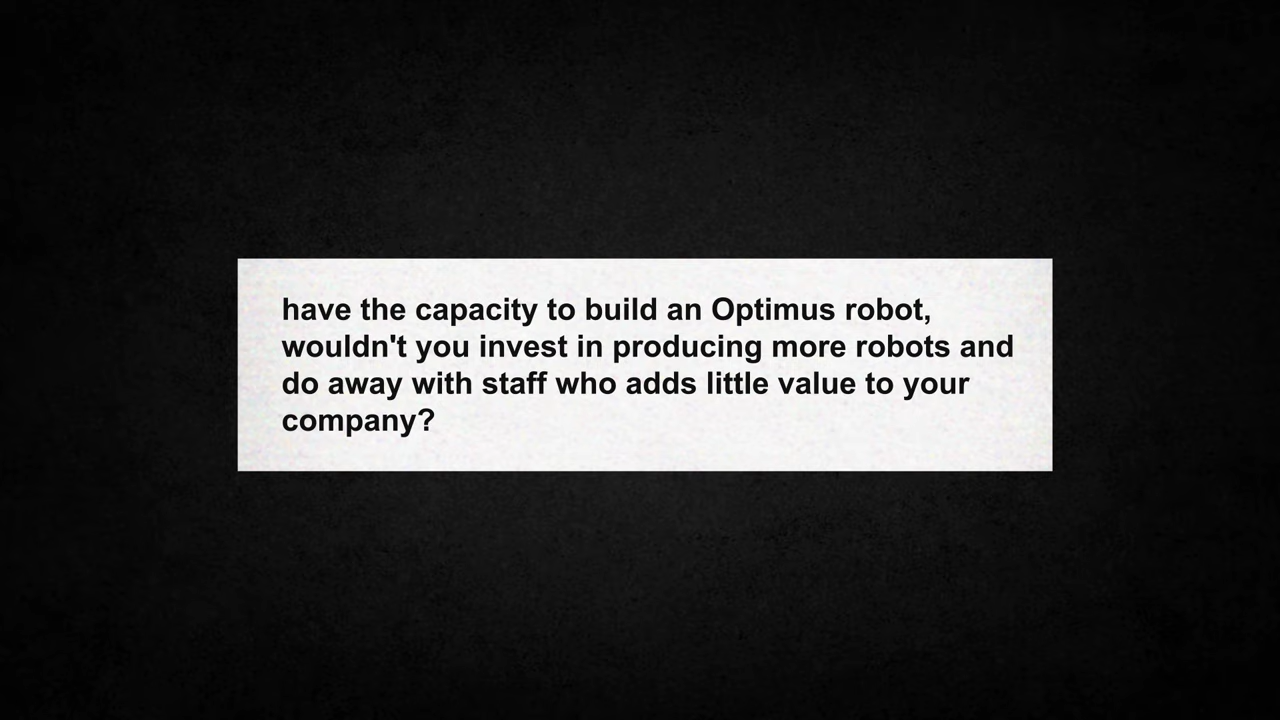 have the capacity to build an Optimus robot,
wouldn't you invest in producing more robots and
do away with staff who adds little value to your
company?